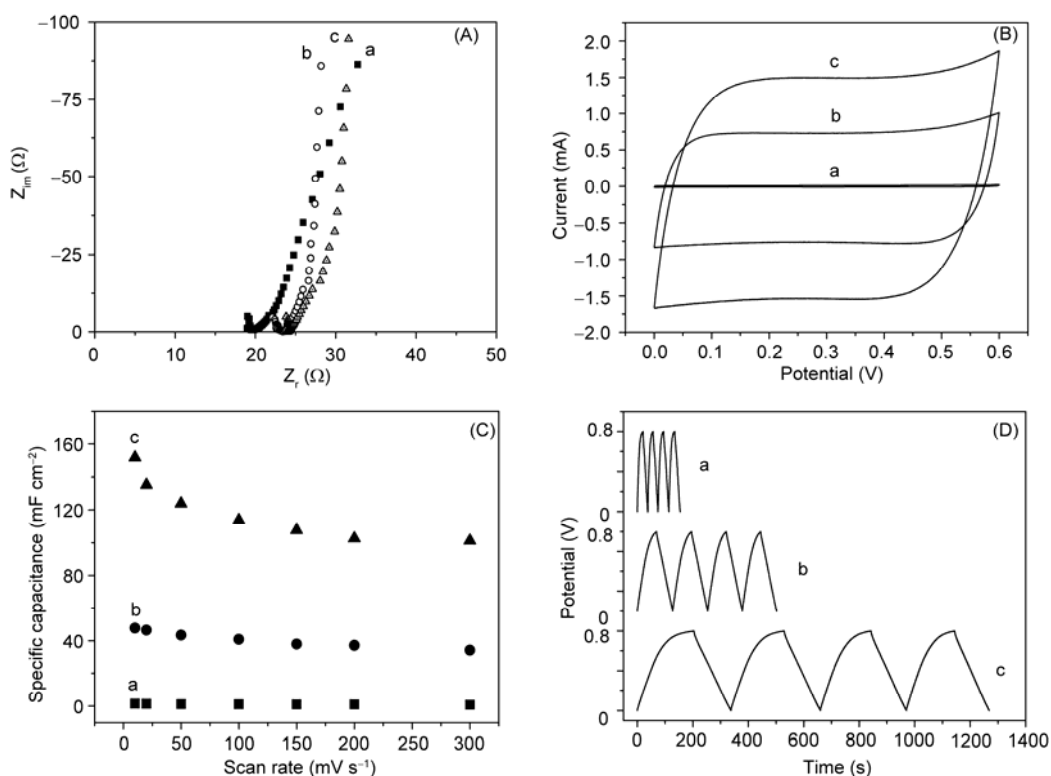 (A)
−100
−75
−50
−25
0
Z_im (Ω)
0 10 20 30 40 50
Z_r (Ω)
b
c
a
(B)
2.0
1.5
1.0
0.5
0.0
−0.5
−1.0
−1.5
−2.0
Current (mA)
0.0 0.1 0.2 0.3 0.4 0.5 0.6
Potential (V)
c
b
a
(C)
160
120
80
40
0
Specific capacitance (mF cm⁻²)
0 50 100 150 200 250 300
Scan rate (mV s⁻¹)
c
b
a
(D)
0.8
0
0.8
0
0.8
0
Potential (V)
0 200 400 600 800 1000 1200 1400
Time (s)
a
b
c